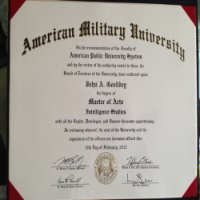 American Military University
On the recommendation of the Faculty of
American Public University System
and by the virtue of the authority vested in them, the
Board of Trustees of the University, have conferred upon
John A. Goeddey
the degree of
Master of Arts
Intelligence Studies
with all the Rights, Privileges, and Honors thereunto appertaining.
In testimony whereof, the seal of the University and the
signatures of its officers are hereunto affixed this
15th day of February, 2013